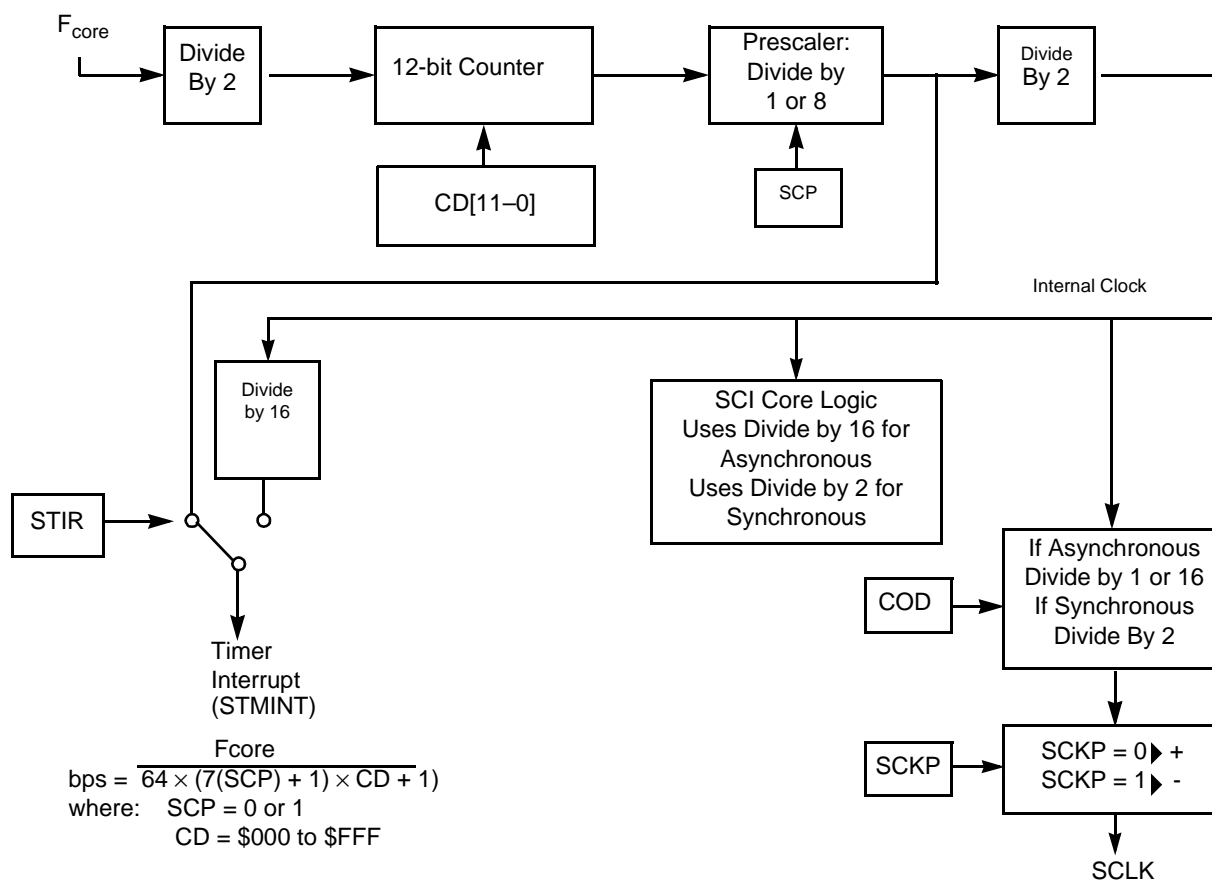 Fcore
Divide
By 2
12-bit Counter
Prescaler:
Divide by
1 or 8
Divide
By 2
CD[11–0]
SCP
Internal Clock
Divide
by 16
SCI Core Logic
Uses Divide by 16 for
Asynchronous
Uses Divide by 2 for
Synchronous
STIR
If Asynchronous
Divide by 1 or 16
If Synchronous
Divide By 2
COD
Timer
Interrupt
(STMINT)
SCKP
SCKP = 0 +
SCKP = 1 -
Fcore
bps = 64 × (7(SCP) + 1) × CD + 1)
where: SCP = 0 or 1
CD = $000 to $FFF
SCLK